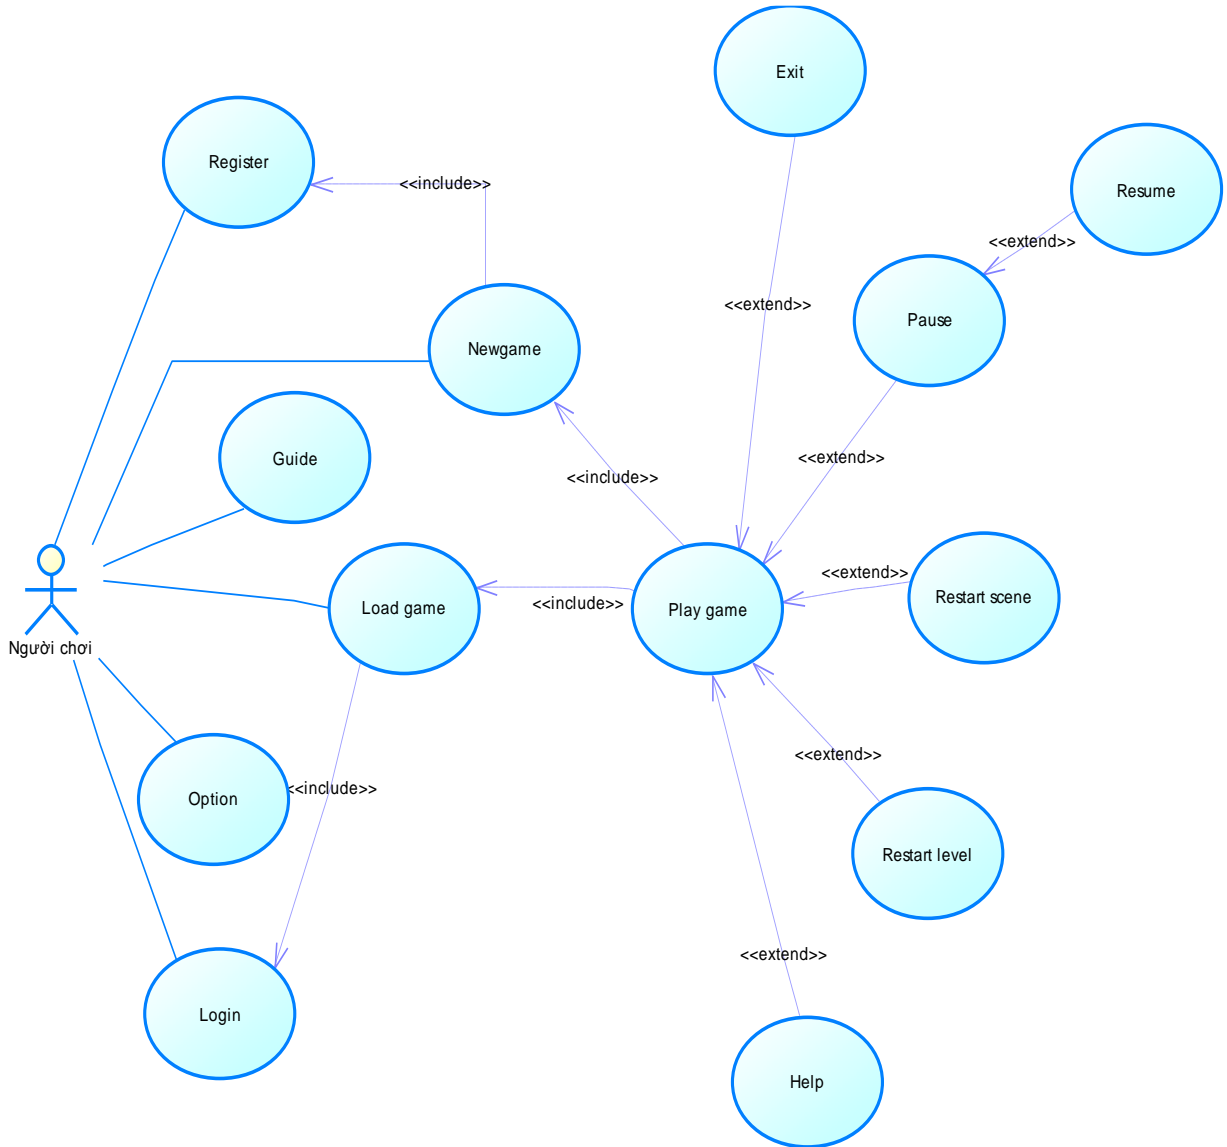 Exit
Register
<<include>>
Resume
<<extend>>
<<extend>>
Pause
Newgame
Guide
<<extend>>
<<include>>
<<extend>>
Restart scene
<<include>>
Load game
Play game
Người chơi
<<extend>>
<<include>>
Option
Restart level
<<extend>>
Login
Help